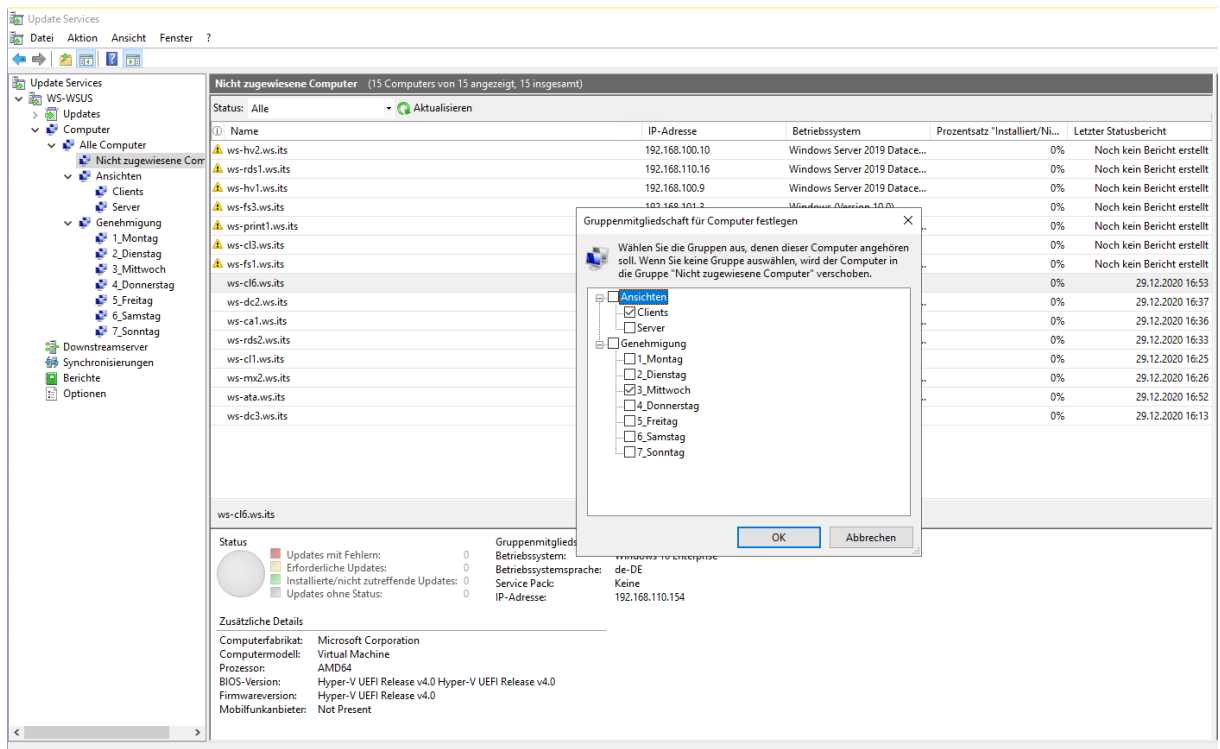 Update Services
Datei Aktion Ansicht Fenster ?
Update Services
WS-WSUS
Updates
Computer
Alle Computer
Nicht zugewiesene Com
Ansichten
Clients
Server
Genehmigung
1_Montag
2_Dienstag
3_Mittwoch
4_Donnerstag
5_Freitag
6_Samstag
7_Sonntag
Downstreamserver
Synchronisierungen
Berichte
Optionen
Nicht zugewiesene Computer (15 Computers von 15 angezeigt, 15 insgesamt)
Status: Alle Aktualisieren
Name IP-Adresse Betriebssystem Prozentsatz "Installiert/Ni... Letzter Statusbericht
ws-hv2.ws.its 192.168.100.10 Windows Server 2019 Datace... 0% Noch kein Bericht erstellt
ws-rds1.ws.its 192.168.110.16 Windows Server 2019 Datace... 0% Noch kein Bericht erstellt
ws-hv1.ws.its 192.168.100.9 Windows Server 2019 Datace... 0% Noch kein Bericht erstellt
ws-fs3.ws.its 192.168.101.3 Windows (Version 10.0) 0% Noch kein Bericht erstellt
ws-print1.ws.its 0% Noch kein Bericht erstellt
ws-cl3.ws.its 0% Noch kein Bericht erstellt
ws-fs1.ws.its 0% Noch kein Bericht erstellt
ws-cl6.ws.its 0% 29.12.2020 16:53
ws-dc2.ws.its 0% 29.12.2020 16:37
ws-ca1.ws.its 0% 29.12.2020 16:36
ws-rds2.ws.its 0% 29.12.2020 16:33
ws-cl1.ws.its 0% 29.12.2020 16:25
ws-mx2.ws.its 0% 29.12.2020 16:26
ws-ata.ws.its 0% 29.12.2020 16:52
ws-dc3.ws.its 0% 29.12.2020 16:13
Gruppenmitgliedschaft für Computer festlegen
Wählen Sie die Gruppen aus, denen dieser Computer angehören
soll. Wenn Sie keine Gruppe auswählen, wird der Computer in
die Gruppe "Nicht zugewiesene Computer" verschoben.
Ansichten
Clients
Server
Genehmigung
1_Montag
2_Dienstag
3_Mittwoch
4_Donnerstag
5_Freitag
6_Samstag
7_Sonntag
OK Abbrechen
ws-cl6.ws.its
Status
Updates mit Fehlern: 0
Erforderliche Updates: 0
Installierte/nicht zutreffende Updates: 0
Updates ohne Status: 0
Gruppenmitglieds
Betriebssystem: Windows 10 Enterprise
Betriebssystemsprache: de-DE
Service Pack: Keine
IP-Adresse: 192.168.110.154
Zusätzliche Details
Computerfabrikat: Microsoft Corporation
Computermodell: Virtual Machine
Prozessor: AMD64
BIOS-Version: Hyper-V UEFI Release v4.0 Hyper-V UEFI Release v4.0
Firmwareversion: Hyper-V UEFI Release v4.0
Mobilfunkanbieter: Not Present